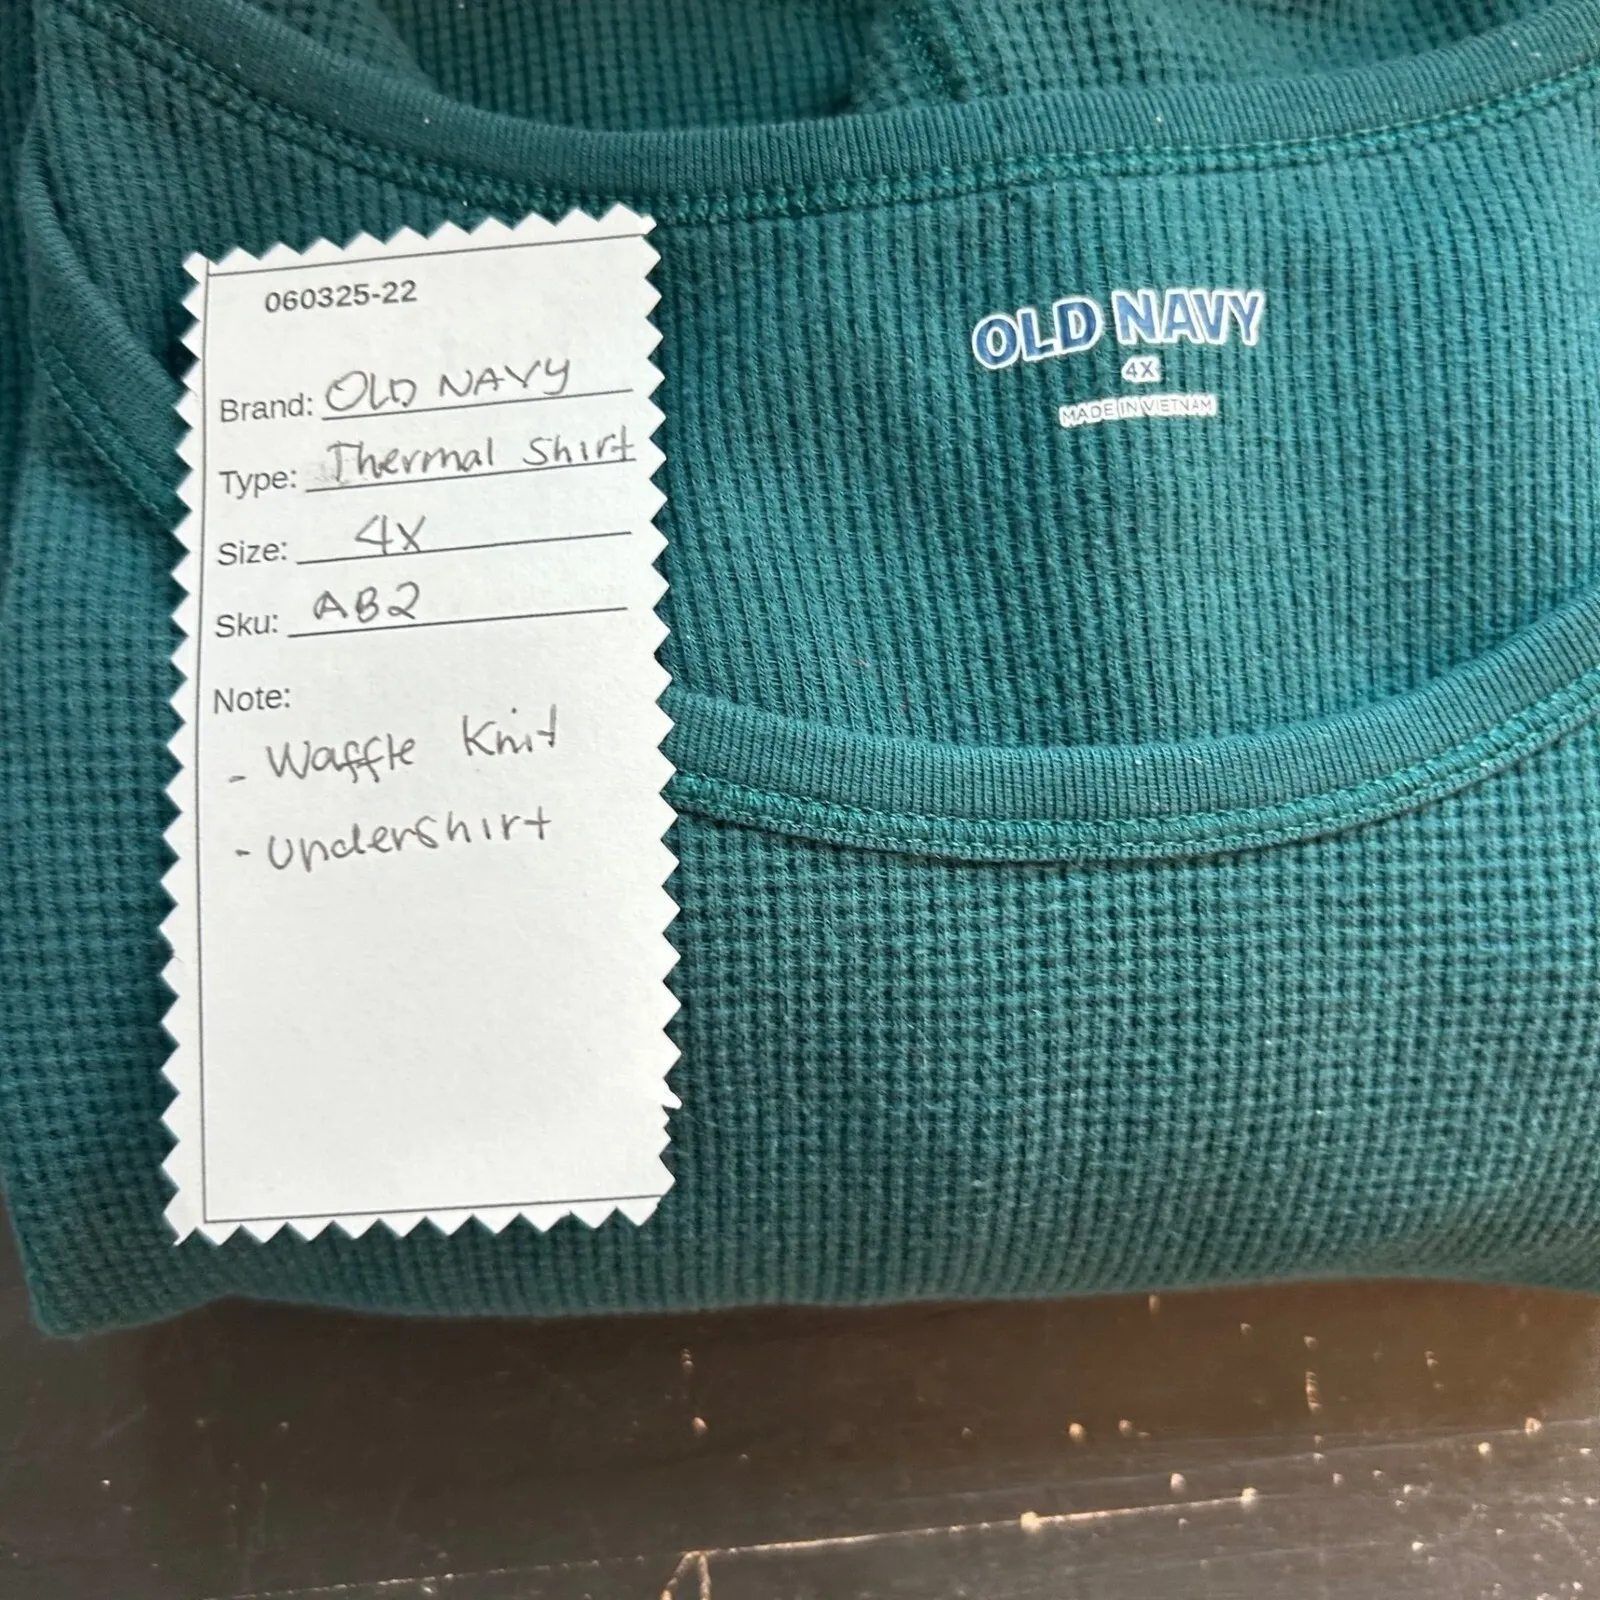 060325-22
Brand: OLD NAVY
Type: Thermal Shirt
Size: 4X
Sku: AB2
Note:
- Waffle Knit
- Undershirt
OLD NAVY
4X
MADE IN VIETNAM